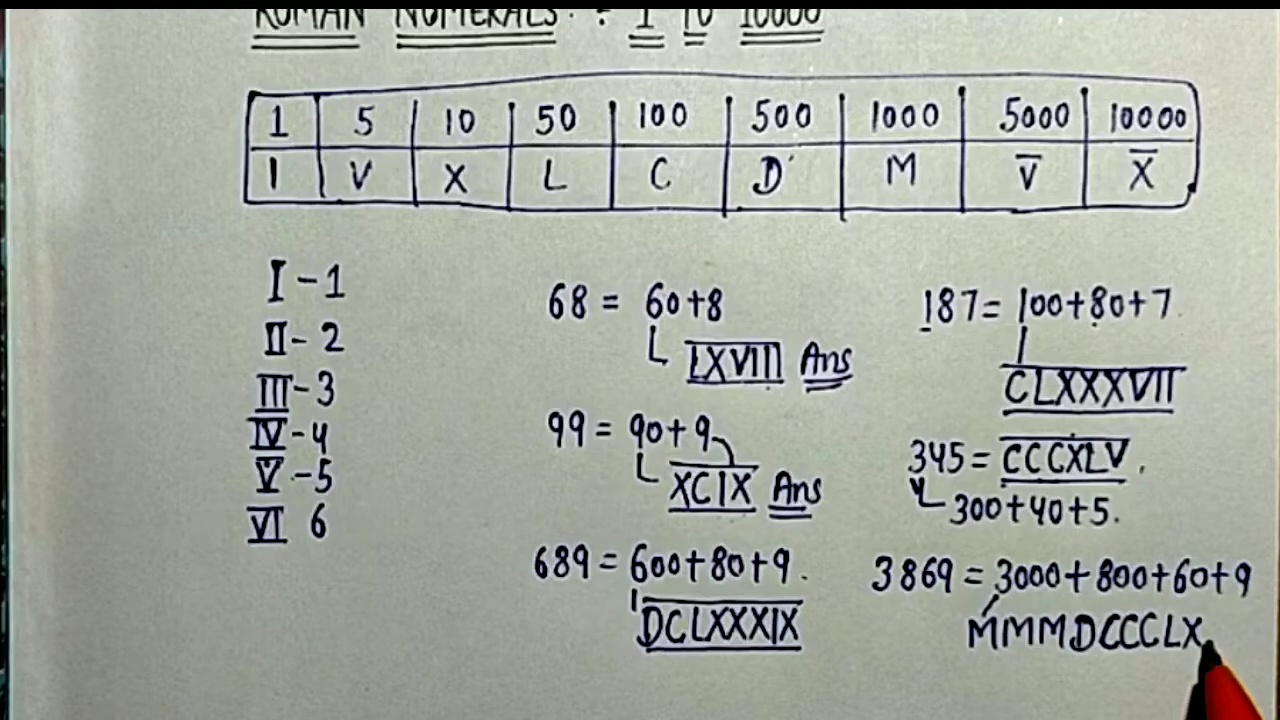 ROMAN NUMERALS : 1 to 10000
1 5 10 50 100 500 1000 5000 10000
I V X L C D M V̅ X̅
I - 1
II - 2
III - 3
IV - 4
V - 5
VI 6
68 = 60+8
LXVIII Ans
99 = 90+9
XCIX Ans
689 = 600+80+9.
DCLXXXIX
187 = 100+80+7.
CLXXXVII
345 = CCCXLV.
300+40+5.
3869 = 3000+800+60+9
MMMDCCCLX